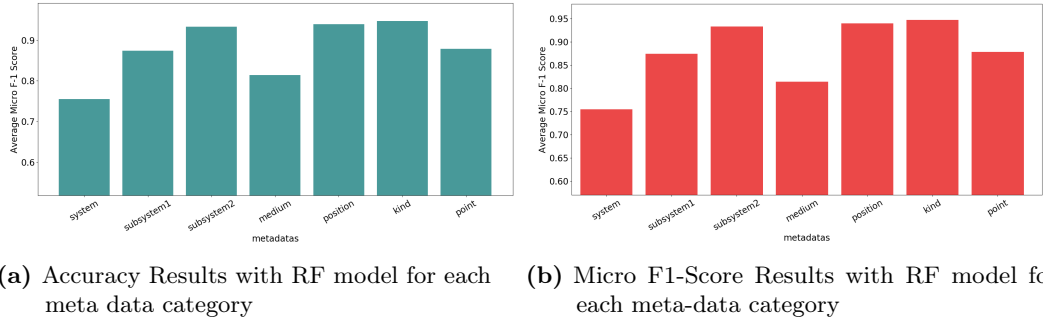 Average Micro F-1 Score
0.9
0.8
0.7
0.6
system
subsystem1
subsystem2
medium
position
kind
point
metadatas
Average Micro F-1 Score
0.95
0.90
0.85
0.80
0.75
0.70
0.65
0.60
system
subsystem1
subsystem2
medium
position
kind
point
metadatas
(a) Accuracy Results with RF model for each
meta data category
(b) Micro F1-Score Results with RF model fo
each meta-data category